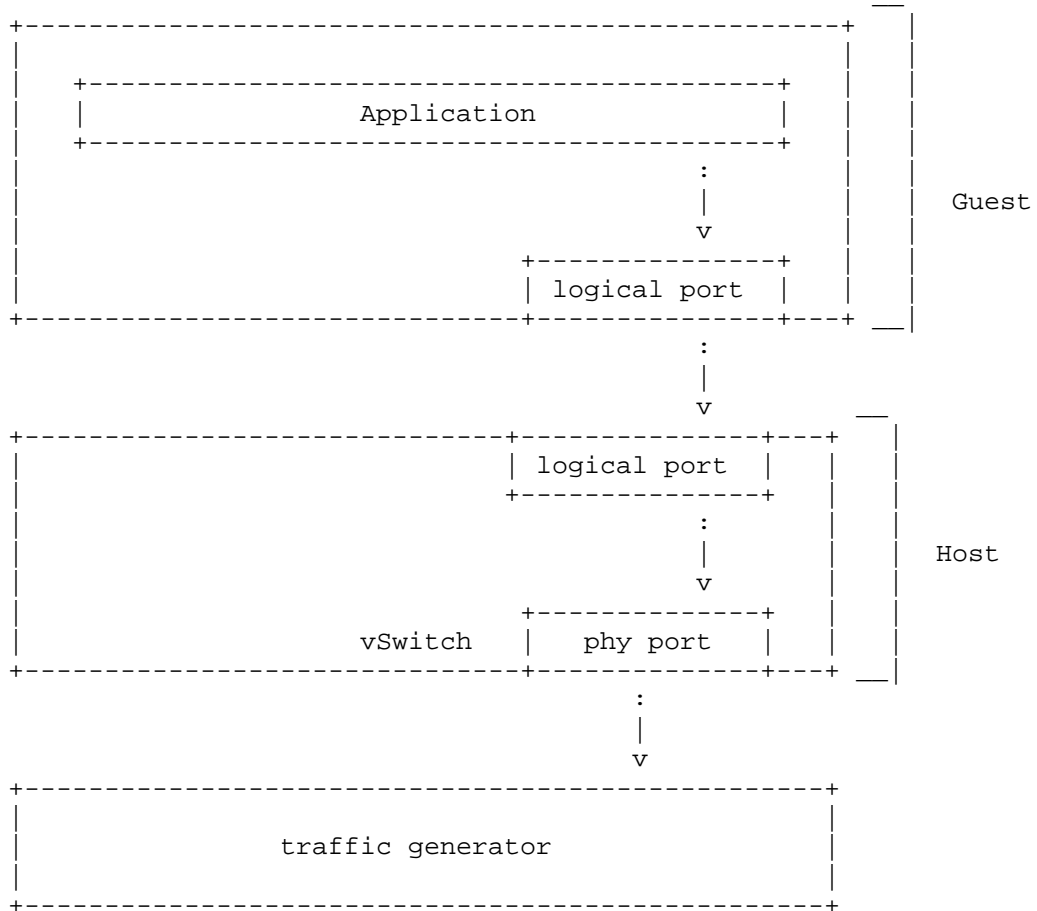 Application
Guest
logical port
logical port
Host
vSwitch phy port
traffic generator